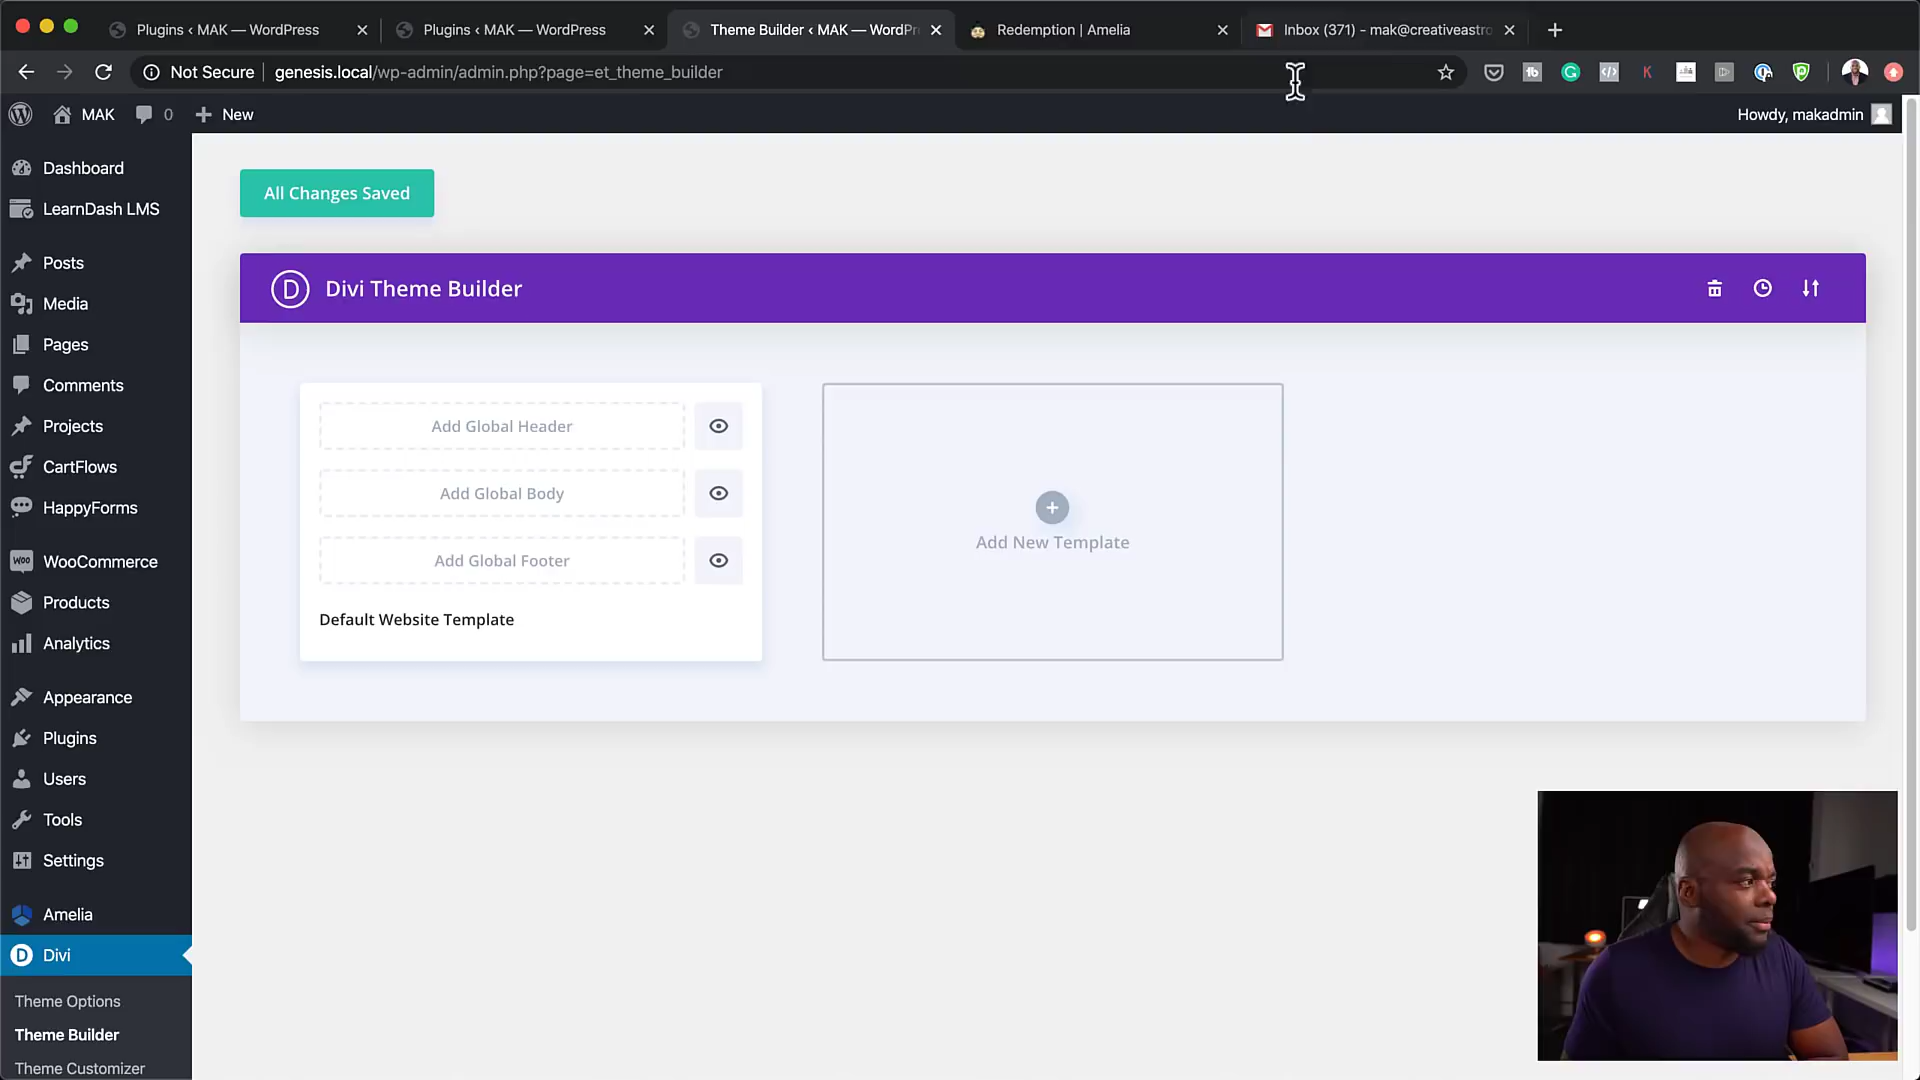 Plugins ‹ MAK — WordPress
Plugins ‹ MAK — WordPress
Theme Builder ‹ MAK — WordPr
Redemption | Amelia
Inbox (371) - mak@creativeastro
Not Secure
genesis.local/wp-admin/admin.php?page=et_theme_builder
MAK
0
New
Howdy, makadmin
Dashboard
LearnDash LMS
Posts
Media
Pages
Comments
Projects
CartFlows
HappyForms
WooCommerce
Products
Analytics
Appearance
Plugins
Users
Tools
Settings
Amelia
Divi
Theme Options
Theme Builder
Theme Customizer
All Changes Saved
D Divi Theme Builder
Add Global Header
Add Global Body
Add Global Footer
Default Website Template
Add New Template